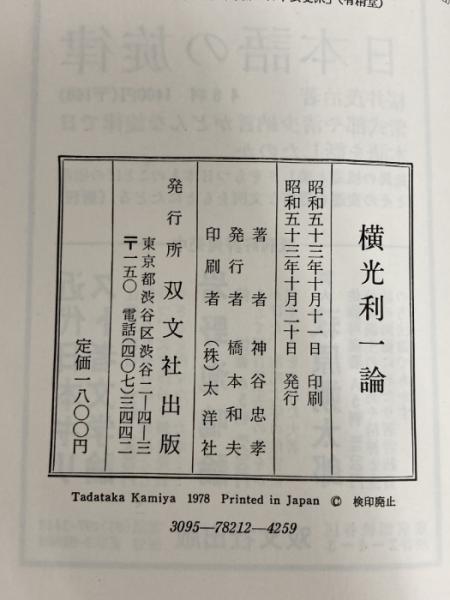 横光利一論
昭和五十三年十月十一日 印刷
昭和五十三年十月二十日 発行
著者 神谷忠孝
発行者 橋本和夫
印刷者 (株)太洋社
発行所 双文社出版
東京都渋谷区渋谷二―四―三
〒一五〇 電話(四〇七)三四四二
定価一八〇〇円
Tadataka Kamiya 1978 Printed in Japan © 検印廃止
3095―78212―4259